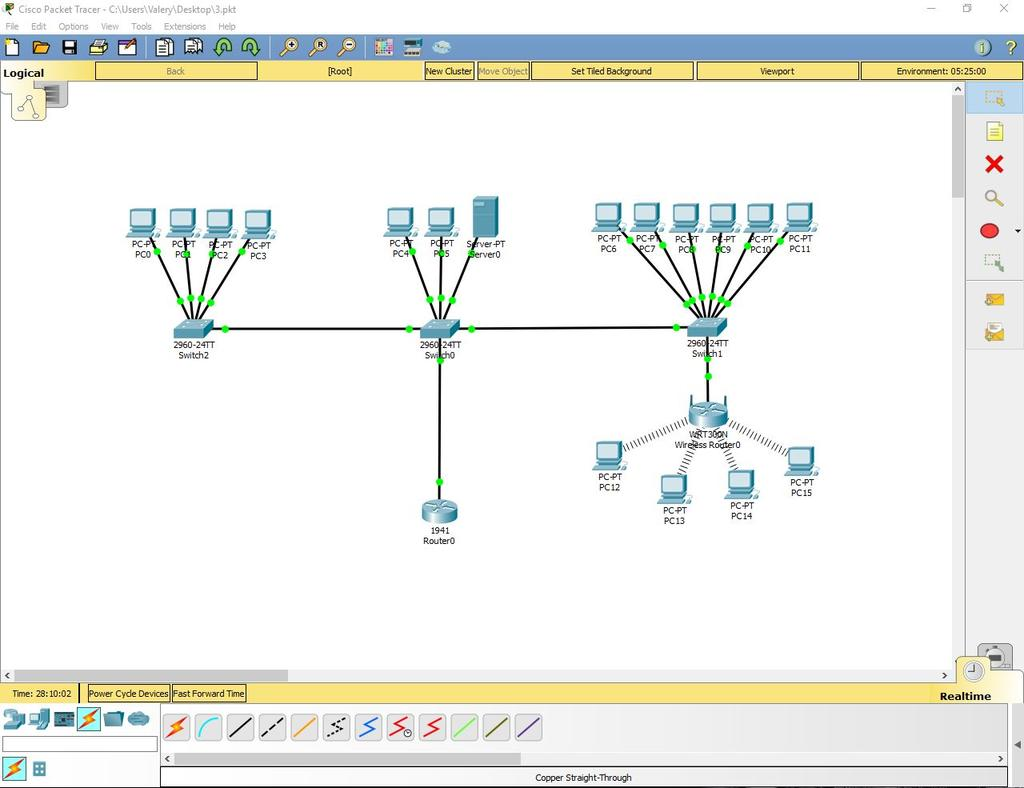 Cisco Packet Tracer - C:\Users\Valery\Desktop\3.pkt
File Edit Options View Tools Extensions Help
Logical
Back
[Root]
New Cluster
Move Object
Set Tiled Background
Viewport
Environment: 05:25:00
PC-PT
PC0
PC-PT
PC1
PC-PT
PC2
PC-PT
PC3
PC-PT
PC4
PC-PT
PC5
Server-PT
Server0
PC-PT
PC6
PC-PT
PC7
PC-PT
PC8
PC-PT
PC9
PC-PT
PC10
PC-PT
PC11
2960-24TT
Switch2
2960-24TT
Switch0
2960-24TT
Switch1
WRT300N
Wireless Router0
PC-PT
PC12
PC-PT
PC13
PC-PT
PC14
PC-PT
PC15
1941
Router0
Time: 28:10:02
Power Cycle Devices
Fast Forward Time
Realtime
Copper Straight-Through